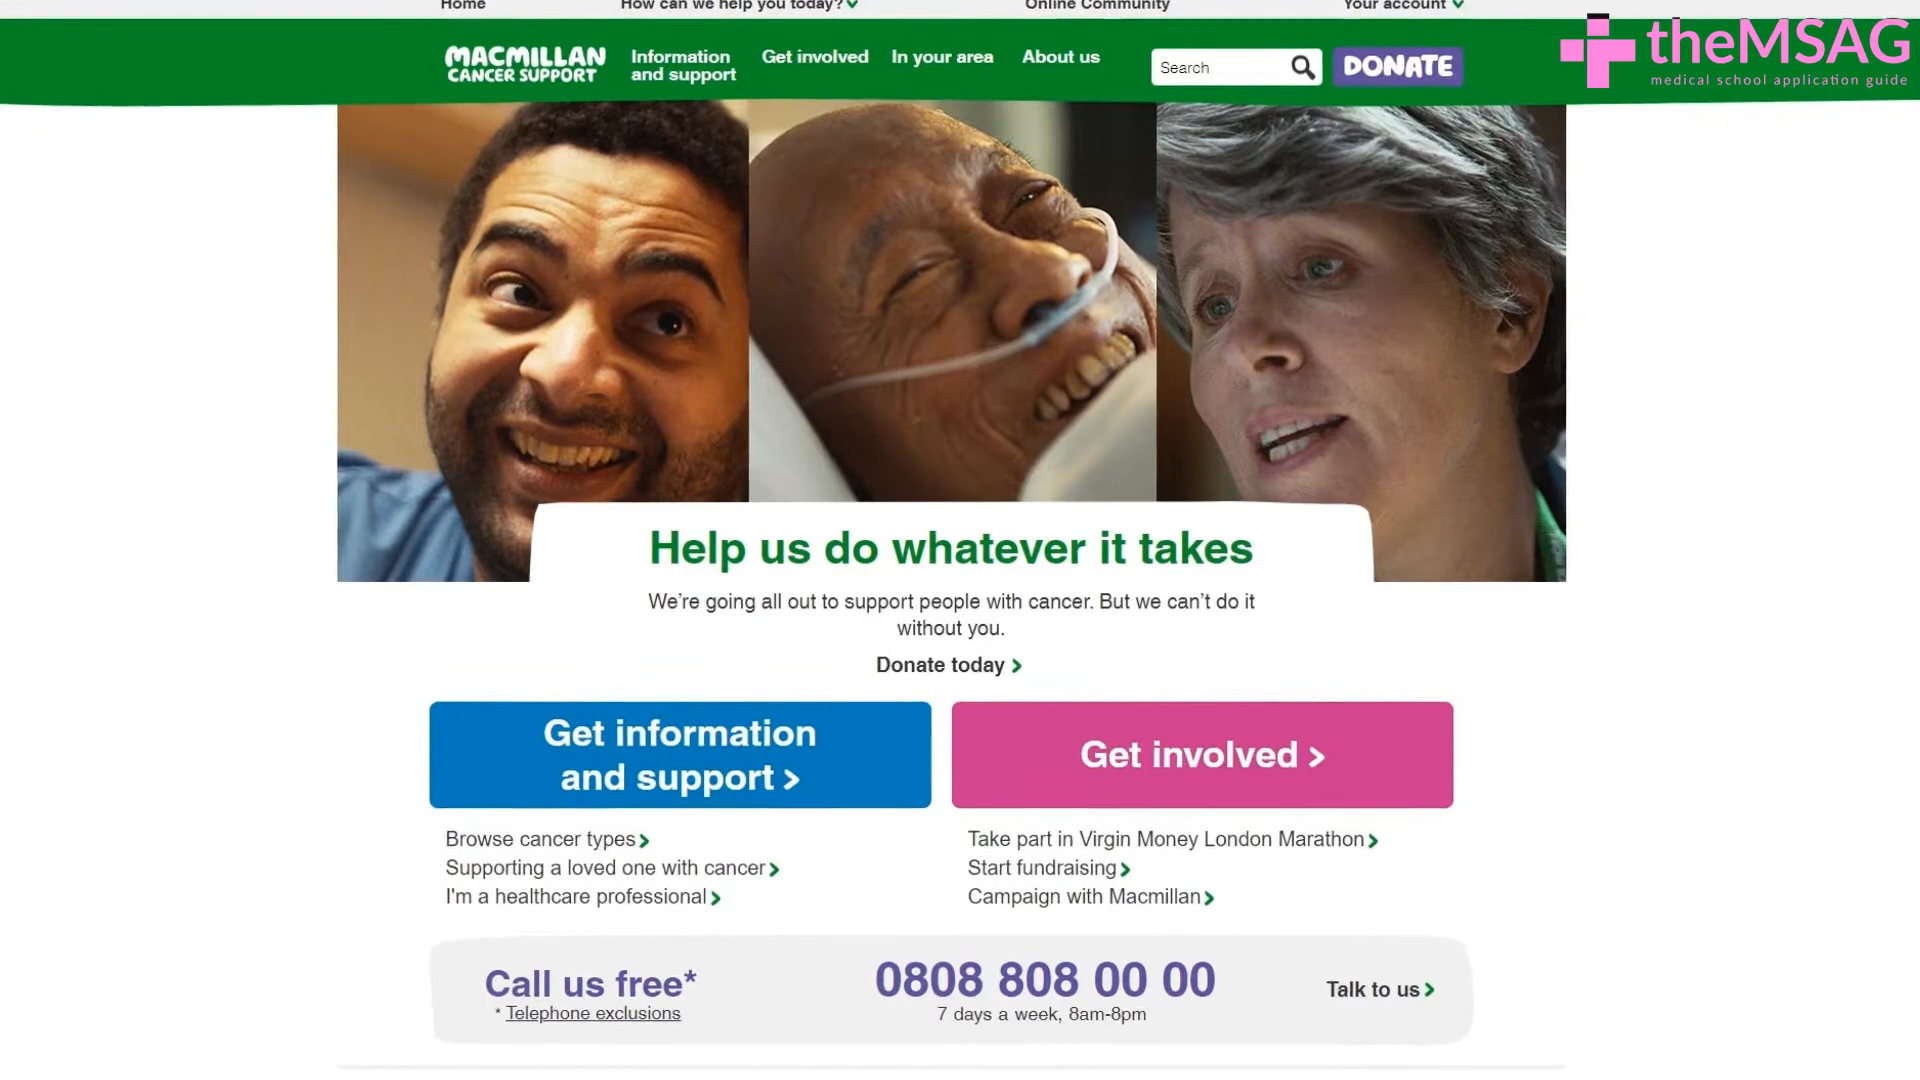 Home
How can we help you today?
Online Community
Your account
theMSAG
medical school application guide
MACMILLAN
CANCER SUPPORT
Information
and support
Get involved
In your area
About us
Search
DONATE
Help us do whatever it takes
We’re going all out to support people with cancer. But we can’t do it
without you.
Donate today
Get information
and support
Get involved
Browse cancer types
Supporting a loved one with cancer
I'm a healthcare professional
Take part in Virgin Money London Marathon
Start fundraising
Campaign with Macmillan
Call us free*
* Telephone exclusions
0808 808 00 00
7 days a week, 8am-8pm
Talk to us